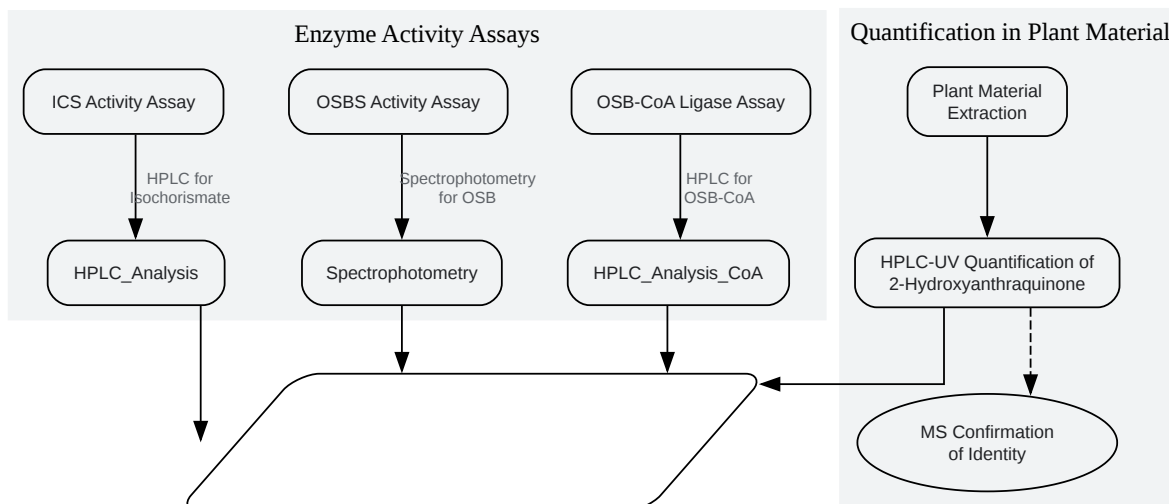 Enzyme Activity Assays
ICS Activity Assay
OSBS Activity Assay
OSB-CoA Ligase Assay
HPLC for
Isochorismate
Spectrophotometry
for OSB
HPLC for
OSB-CoA
HPLC_Analysis
Spectrophotometry
HPLC_Analysis_CoA
Quantification in Plant Material
Plant Material
Extraction
HPLC-UV Quantification of
2-Hydroxyanthraquinone
MS Confirmation
of Identity